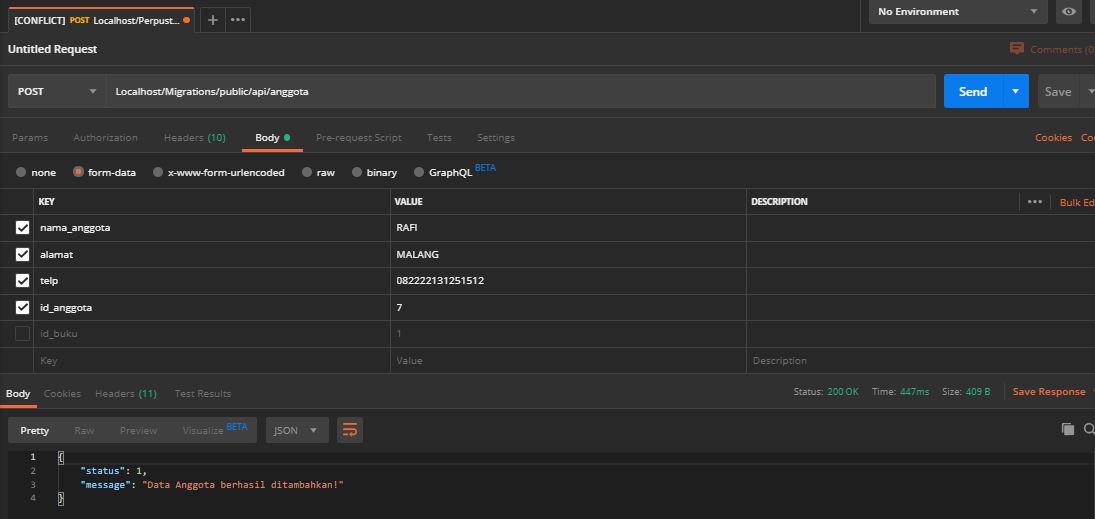 [CONFLICT] POST Localhost/Perpust...
+ •••
No Environment
Untitled Request
Comments (0
POST Localhost/Migrations/public/api/anggota Send Save
Params Authorization Headers (10) Body Pre-request Script Tests Settings Cookies Co
none form-data x-www-form-urlencoded raw binary GraphQL BETA
KEY VALUE DESCRIPTION ••• Bulk Ed
nama_anggota RAFI
alamat MALANG
telp 082222131251512
id_anggota 7
id_buku 1
Key Value Description
Body Cookies Headers (11) Test Results Status: 200 OK Time: 447ms Size: 409 B Save Response
Pretty Raw Preview Visualize BETA JSON
1 {
2 "status": 1,
3 "message": "Data Anggota berhasil ditambahkan!"
4 }